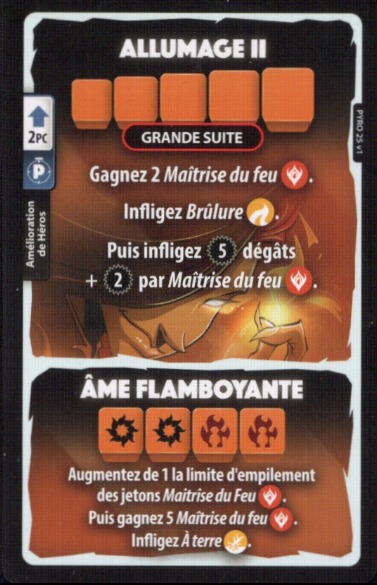 ALLUMAGE II
GRANDE SUITE
2PC
P
Amélioration
de Héros
PYRO 25 v1
Gagnez 2 Maîtrise du feu.
Infligez Brûlure.
Puis infligez 5 dégâts
+ 2 par Maîtrise du feu.
ÂME FLAMBOYANTE
Augmentez de 1 la limite d'empilement
des jetons Maitrise du Feu.
Puis gagnez 5 Maîtrise du feu.
Infligez À terre.